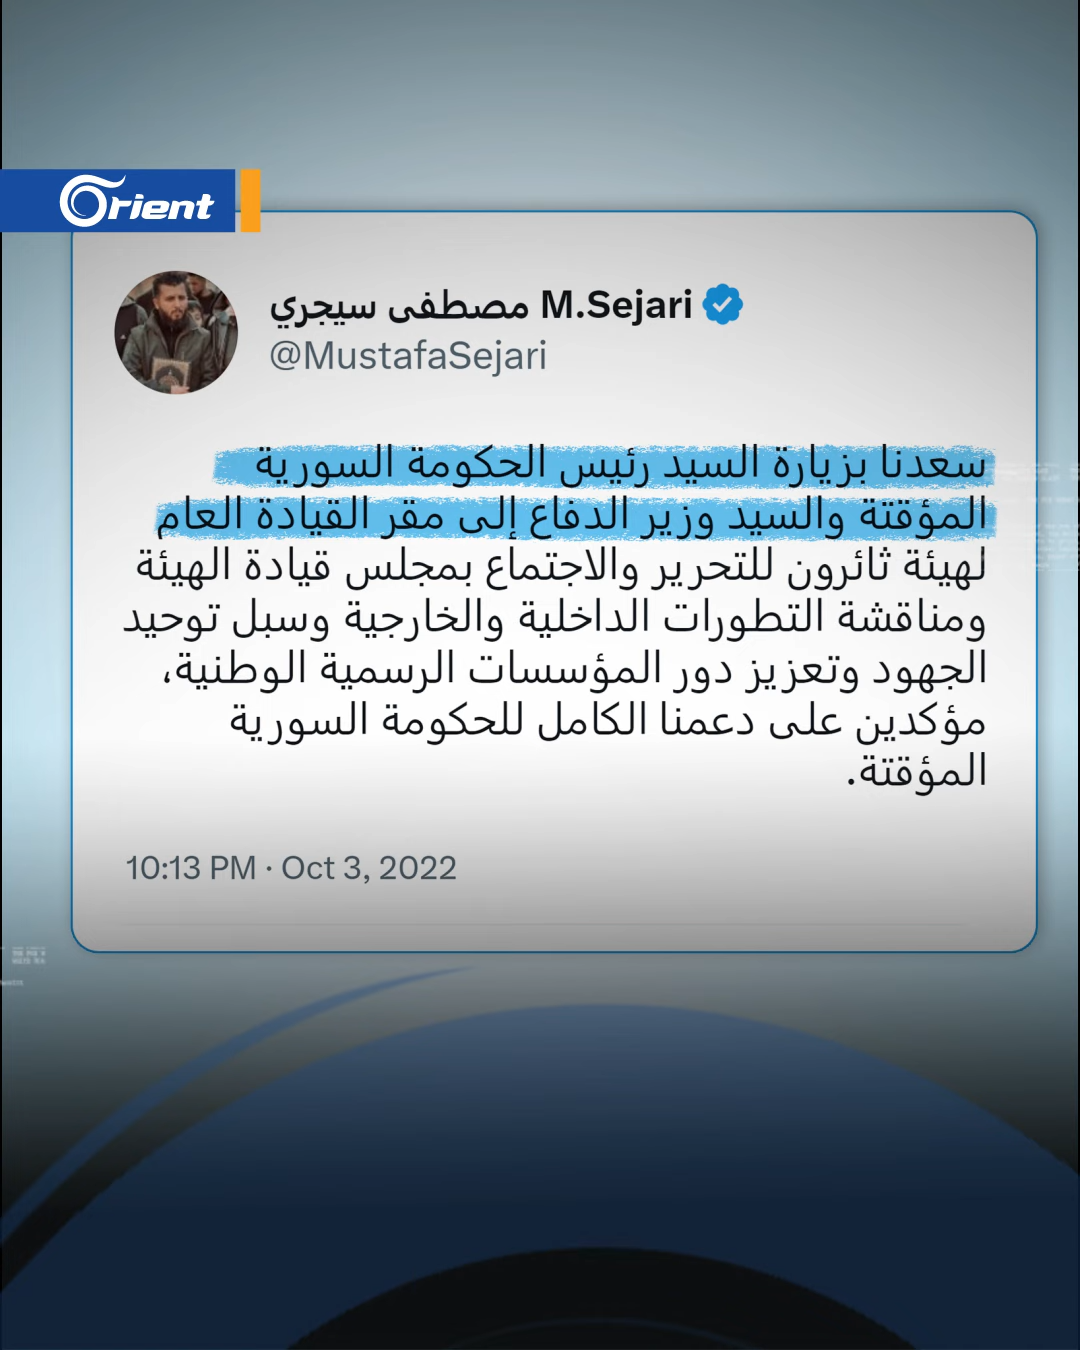 Orient
مصطفى سيجري M.Sejari
@MustafaSejari
سعدنا بزيارة السيد رئيس الحكومة السورية
المؤقتة والسيد وزير الدفاع إلى مقر القيادة العام
لهيئة ثائرون للتحرير والاجتماع بمجلس قيادة الهيئة
ومناقشة التطورات الداخلية والخارجية وسبل توحيد
الجهود وتعزيز دور المؤسسات الرسمية الوطنية،
مؤكدين على دعمنا الكامل للحكومة السورية
المؤقتة.
10:13 PM · Oct 3, 2022